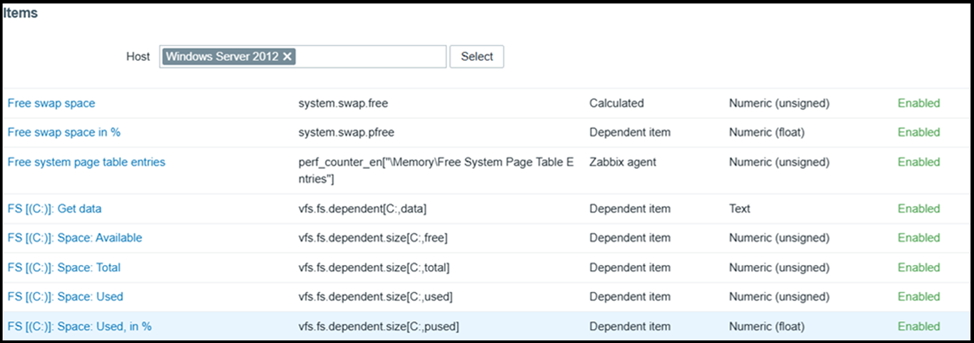 Items
Host Windows Server 2012 × Select
Free swap space system.swap.free Calculated Numeric (unsigned) Enabled
Free swap space in % system.swap.pfree Dependent item Numeric (float) Enabled
Free system page table entries perf_counter_en["\Memory\Free System Page Table E Zabbix agent Numeric (unsigned) Enabled
ntries"]
FS [(C:)]: Get data vfs.fs.dependent[C:,data] Dependent item Text Enabled
FS [(C:)]: Space: Available vfs.fs.dependent.size[C:,free] Dependent item Numeric (unsigned) Enabled
FS [(C:)]: Space: Total vfs.fs.dependent.size[C:,total] Dependent item Numeric (unsigned) Enabled
FS [(C:)]: Space: Used vfs.fs.dependent.size[C:,used] Dependent item Numeric (unsigned) Enabled
FS [(C:)]: Space: Used, in % vfs.fs.dependent.size[C:,pused] Dependent item Numeric (float) Enabled